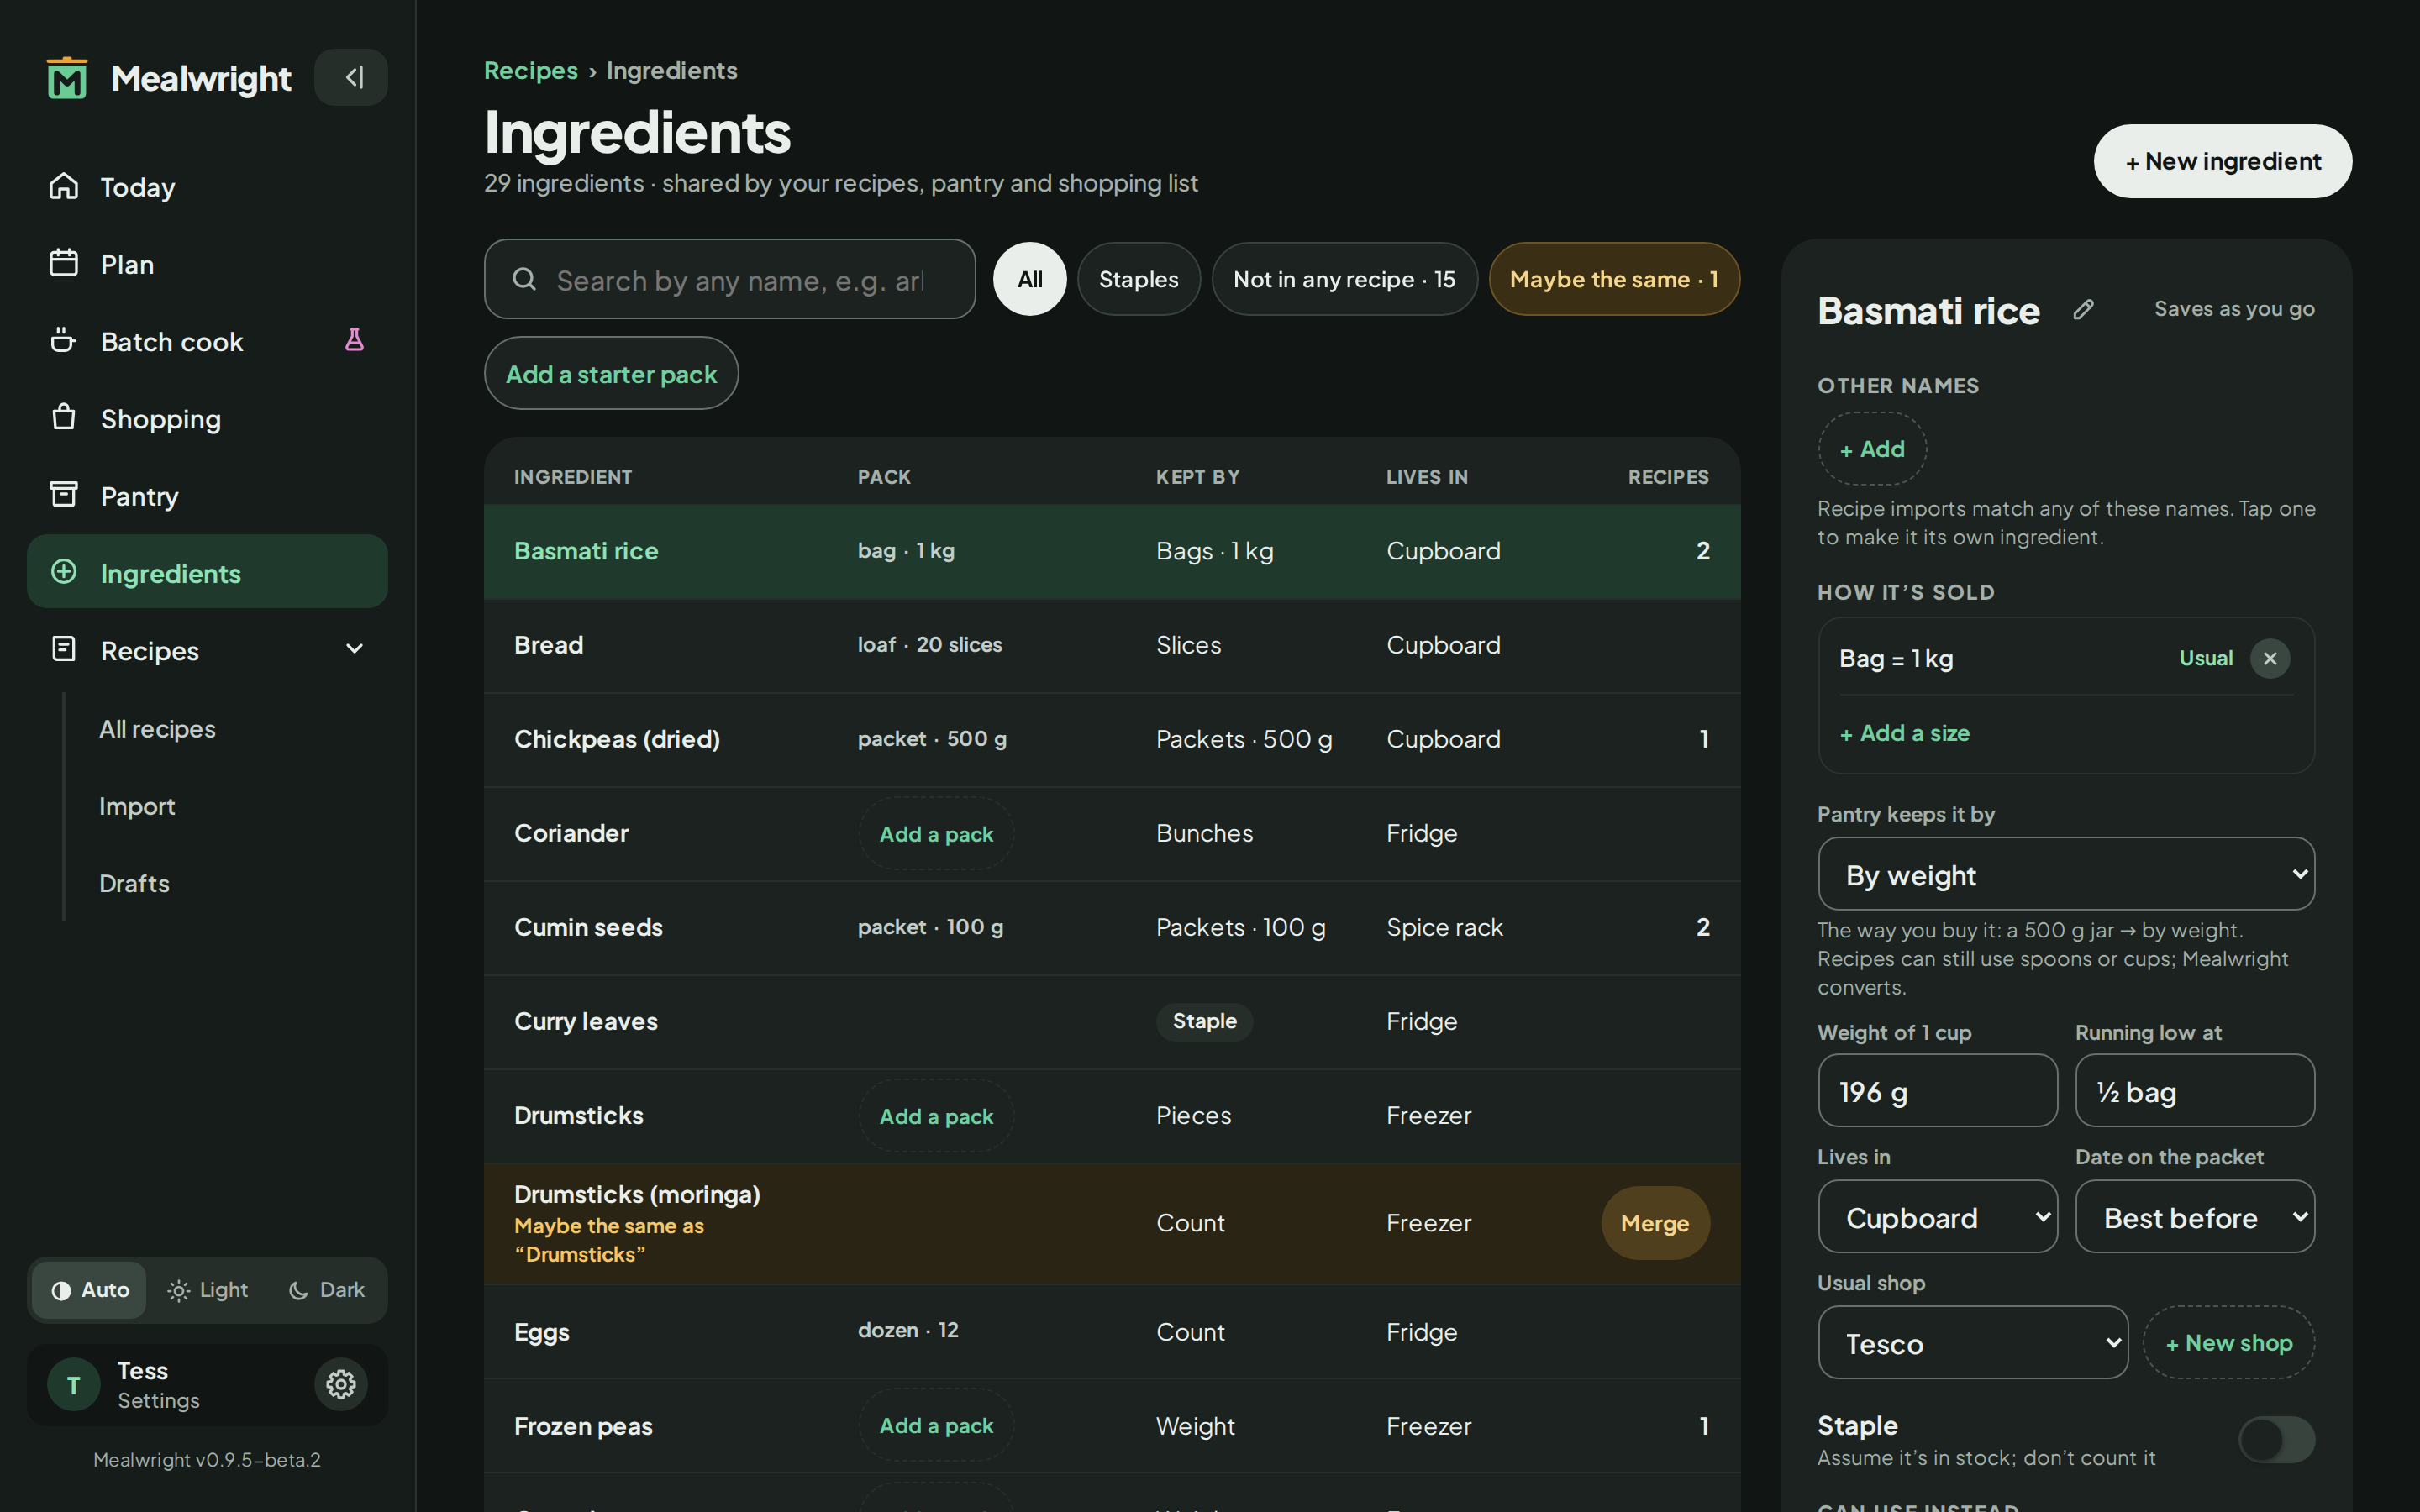 Mealwright
Today
Plan
Batch cook
Shopping
Pantry
Ingredients
Recipes
All recipes
Import
Drafts
Auto
Light
Dark
T
Tess
Settings
Mealwright v0.9.5-beta.2
Recipes › Ingredients
Ingredients
29 ingredients · shared by your recipes, pantry and shopping list
+ New ingredient
Search by any name, e.g. ar
All
Staples
Not in any recipe · 15
Maybe the same · 1
Add a starter pack
INGREDIENT PACK KEPT BY LIVES IN RECIPES
Basmati rice bag · 1 kg Bags · 1 kg Cupboard 2
Bread loaf · 20 slices Slices Cupboard
Chickpeas (dried) packet · 500 g Packets · 500 g Cupboard 1
Coriander Add a pack Bunches Fridge
Cumin seeds packet · 100 g Packets · 100 g Spice rack 2
Curry leaves Staple Fridge
Drumsticks Add a pack Pieces Freezer
Drumsticks (moringa)
Maybe the same as
“Drumsticks”
Count Freezer Merge
Eggs dozen · 12 Count Fridge
Frozen peas Add a pack Weight Freezer 1
Basmati rice
Saves as you go
OTHER NAMES
+ Add
Recipe imports match any of these names. Tap one
to make it its own ingredient.
HOW IT’S SOLD
Bag = 1 kg Usual
+ Add a size
Pantry keeps it by
By weight
The way you buy it: a 500 g jar → by weight.
Recipes can still use spoons or cups; Mealwright
converts.
Weight of 1 cup Running low at
196 g ½ bag
Lives in Date on the packet
Cupboard Best before
Usual shop
Tesco + New shop
Staple
Assume it’s in stock; don’t count it